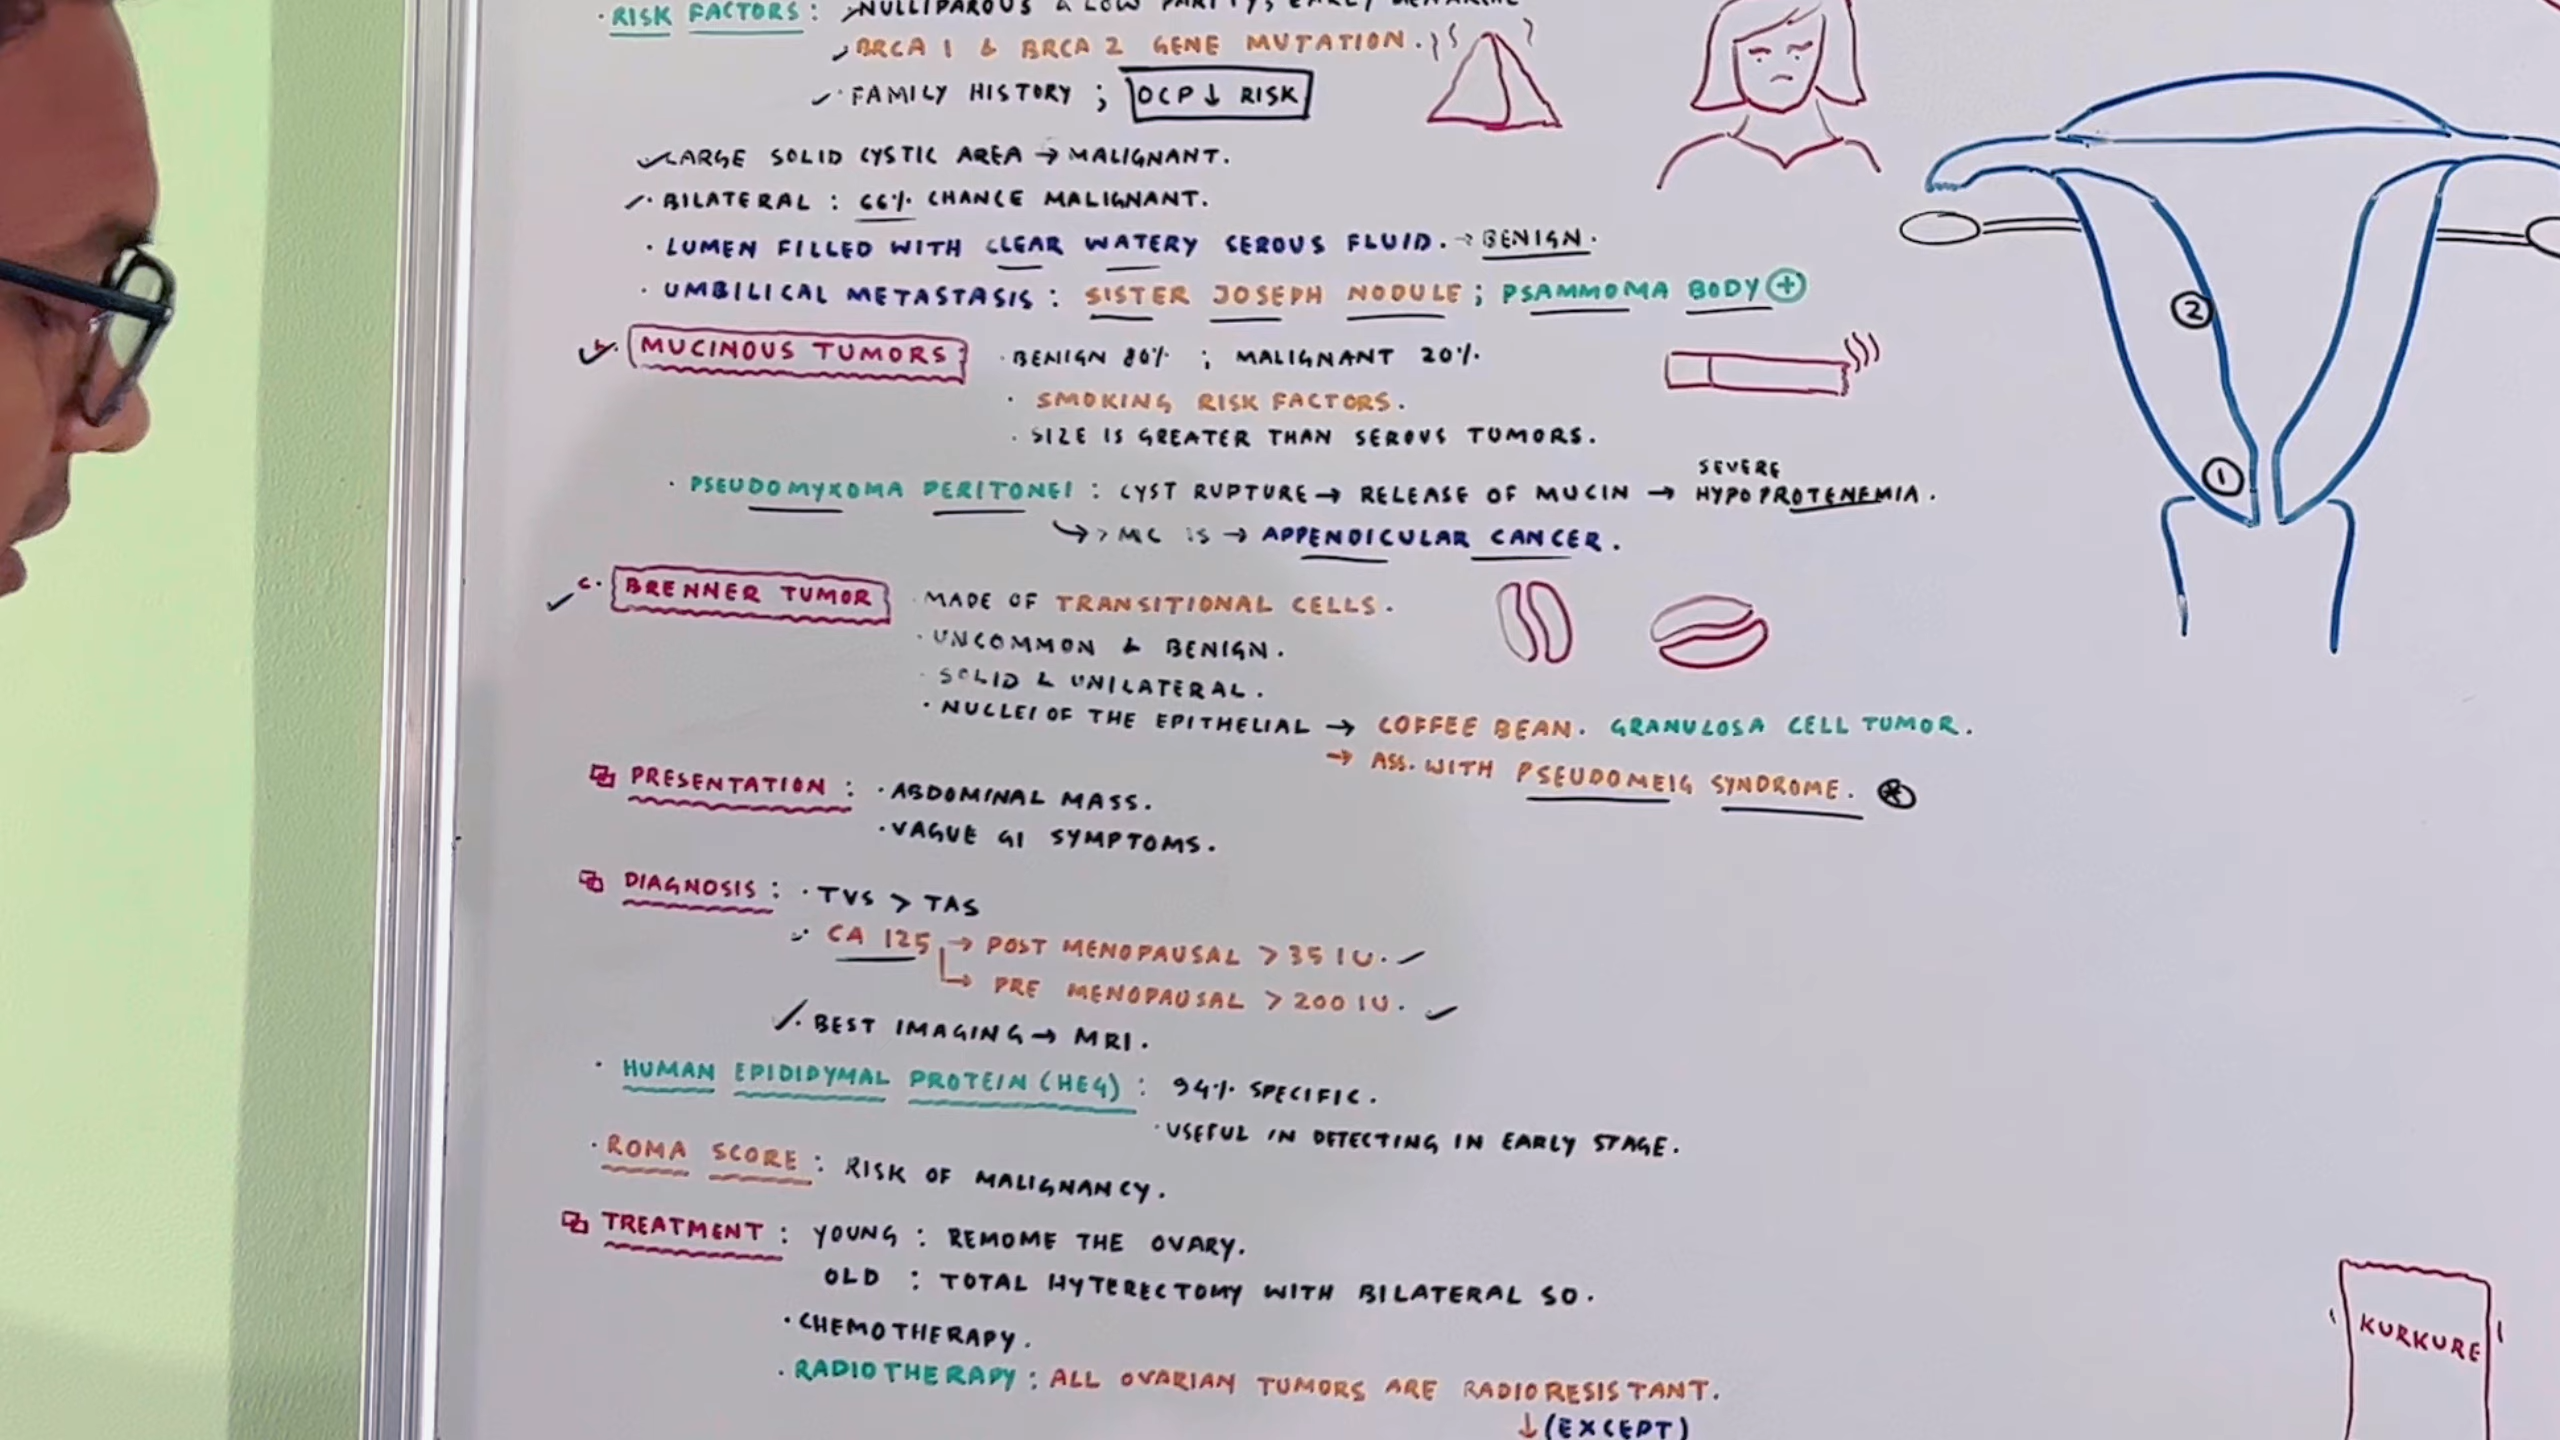 · RISK FACTORS : NULLIPAROUS & LOW PARITY, EARLY MENARCHE
BRCA 1 & BRCA 2 GENE MUTATION.
· FAMILY HISTORY ; OCP↓ RISK
LARGE SOLID CYSTIC AREA → MALIGNANT.
· BILATERAL : 66% CHANCE MALIGNANT.
· LUMEN FILLED WITH CLEAR WATERY SEROUS FLUID. → BENIGN.
· UMBILICAL METASTASIS : SISTER JOSEPH NODULE ; PSAMMOMA BODY +
b. MUCINOUS TUMORS · BENIGN 80% ; MALIGNANT 20%.
· SMOKING RISK FACTORS.
· SIZE IS GREATER THAN SEROUS TUMORS.
· PSEUDOMYXOMA PERITONEI : CYST RUPTURE → RELEASE OF MUCIN → SEVERE HYPOPROTENEMIA.
↳ > MC IS → APPENDICULAR CANCER.
c. BRENNER TUMOR · MADE OF TRANSITIONAL CELLS.
· UNCOMMON & BENIGN.
· SOLID & UNILATERAL.
· NUCLEI OF THE EPITHELIAL → COFFEE BEAN. GRANULOSA CELL TUMOR.
→ ASS. WITH PSEUDOMEIG SYNDROME.
PRESENTATION : · ABDOMINAL MASS.
· VAGUE GI SYMPTOMS.
DIAGNOSIS : · TVS > TAS
· CA 125 → POST MENOPAUSAL > 35 IU.
↳ PRE MENOPAUSAL > 200 IU.
· BEST IMAGING → MRI.
· HUMAN EPIDIDYMAL PROTEIN (HE4) : 94% SPECIFIC.
· USEFUL IN DETECTING IN EARLY STAGE.
· ROMA SCORE : RISK OF MALIGNANCY.
TREATMENT : YOUNG : REMOME THE OVARY.
OLD : TOTAL HYTERECTOMY WITH BILATERAL SO.
· CHEMOTHERAPY.
· RADIOTHERAPY : ALL OVARIAN TUMORS ARE RADIORESISTANT.
↓ (EXCEPT)
②
①
KURKURE